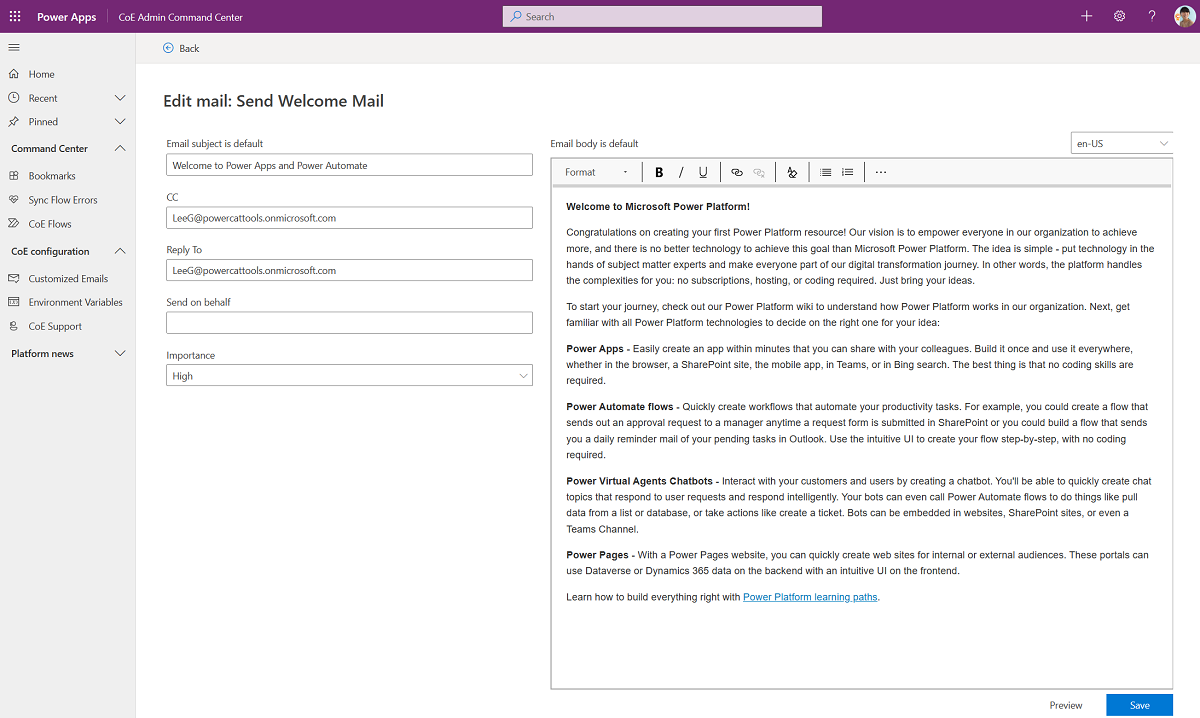 Power Apps
CoE Admin Command Center
Search
Back
Home
Recent
Pinned
Command Center
Bookmarks
Sync Flow Errors
CoE Flows
CoE configuration
Customized Emails
Environment Variables
CoE Support
Platform news
Edit mail: Send Welcome Mail
Email subject is default
Welcome to Power Apps and Power Automate
CC
LeeG@powercattools.onmicrosoft.com
Reply To
LeeG@powercattools.onmicrosoft.com
Send on behalf
Importance
High
Email body is default
en-US
Format
B I U
Welcome to Microsoft Power Platform!
Congratulations on creating your first Power Platform resource! Our vision is to empower everyone in our organization to achieve
more, and there is no better technology to achieve this goal than Microsoft Power Platform. The idea is simple - put technology in the
hands of subject matter experts and make everyone part of our digital transformation journey. In other words, the platform handles
the complexities for you: no subscriptions, hosting, or coding required. Just bring your ideas.
To start your journey, check out our Power Platform wiki to understand how Power Platform works in our organization. Next, get
familiar with all Power Platform technologies to decide on the right one for your idea:
Power Apps - Easily create an app within minutes that you can share with your colleagues. Build it once and use it everywhere,
whether in the browser, a SharePoint site, the mobile app, in Teams, or in Bing search. The best thing is that no coding skills are
required.
Power Automate flows - Quickly create workflows that automate your productivity tasks. For example, you could create a flow that
sends out an approval request to a manager anytime a request form is submitted in SharePoint or you could build a flow that sends
you a daily reminder mail of your pending tasks in Outlook. Use the intuitive UI to create your flow step-by-step, with no coding
required.
Power Virtual Agents Chatbots - Interact with your customers and users by creating a chatbot. You'll be able to quickly create chat
topics that respond to user requests and respond intelligently. Your bots can even call Power Automate flows to do things like pull
data from a list or database, or take actions like create a ticket. Bots can be embedded in websites, SharePoint sites, or even a
Teams Channel.
Power Pages - With a Power Pages website, you can quickly create web sites for internal or external audiences. These portals can
use Dataverse or Dynamics 365 data on the backend with an intuitive UI on the frontend.
Learn how to build everything right with Power Platform learning paths.
Preview
Save